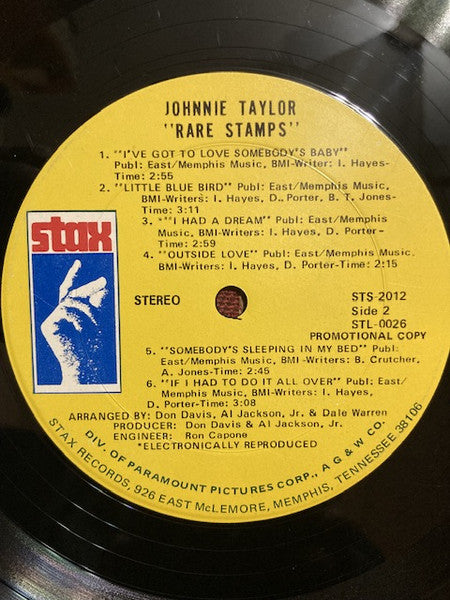 JOHNNIE TAYLOR
"RARE STAMPS"
1. "I'VE GOT TO LOVE SOMEBODY'S BABY"
Publ: East/Memphis Music, BMI-Writer: I. Hayes-
Time: 2:55
2. "LITTLE BLUE BIRD" Publ: East/Memphis Music,
BMI-Writers: I. Hayes, D.. Porter, B. T. Jones-
Time: 3:11
3. *"I HAD A DREAM" Publ: East/Memphis
Music, BMI-Writers: I. Hayes, D. Porter-
Time: 2:59
4. "OUTSIDE LOVE" Publ: East/Memphis Music,
BMI-Writers: I. Hayes, D. Porter-Time: 2:15
stax
STEREO
STS-2012
Side 2
STL-0026
PROMOTIONAL COPY
5. "SOMEBODY'S SLEEPING IN MY BED" Publ:
East/Memphis Music, BMI-Writers: B. Crutcher,
A. Jones-Time: 2:45
6. "IF I HAD TO DO IT ALL OVER" Publ: East/
Memphis Music, BMI-Writers: I. Hayes,
D. Porter-Time: 3:08
ARRANGED BY: Don Davis, Al Jackson, Jr. & Dale Warren
PRODUCER: Don Davis & Al Jackson, Jr.
ENGINEER: Ron Capone
*ELECTRONICALLY REPRODUCED
DIV. OF PARAMOUNT PICTURES CORP., A G & W CO.
STAX RECORDS, 926 EAST McLEMORE, MEMPHIS, TENNESSEE 38106